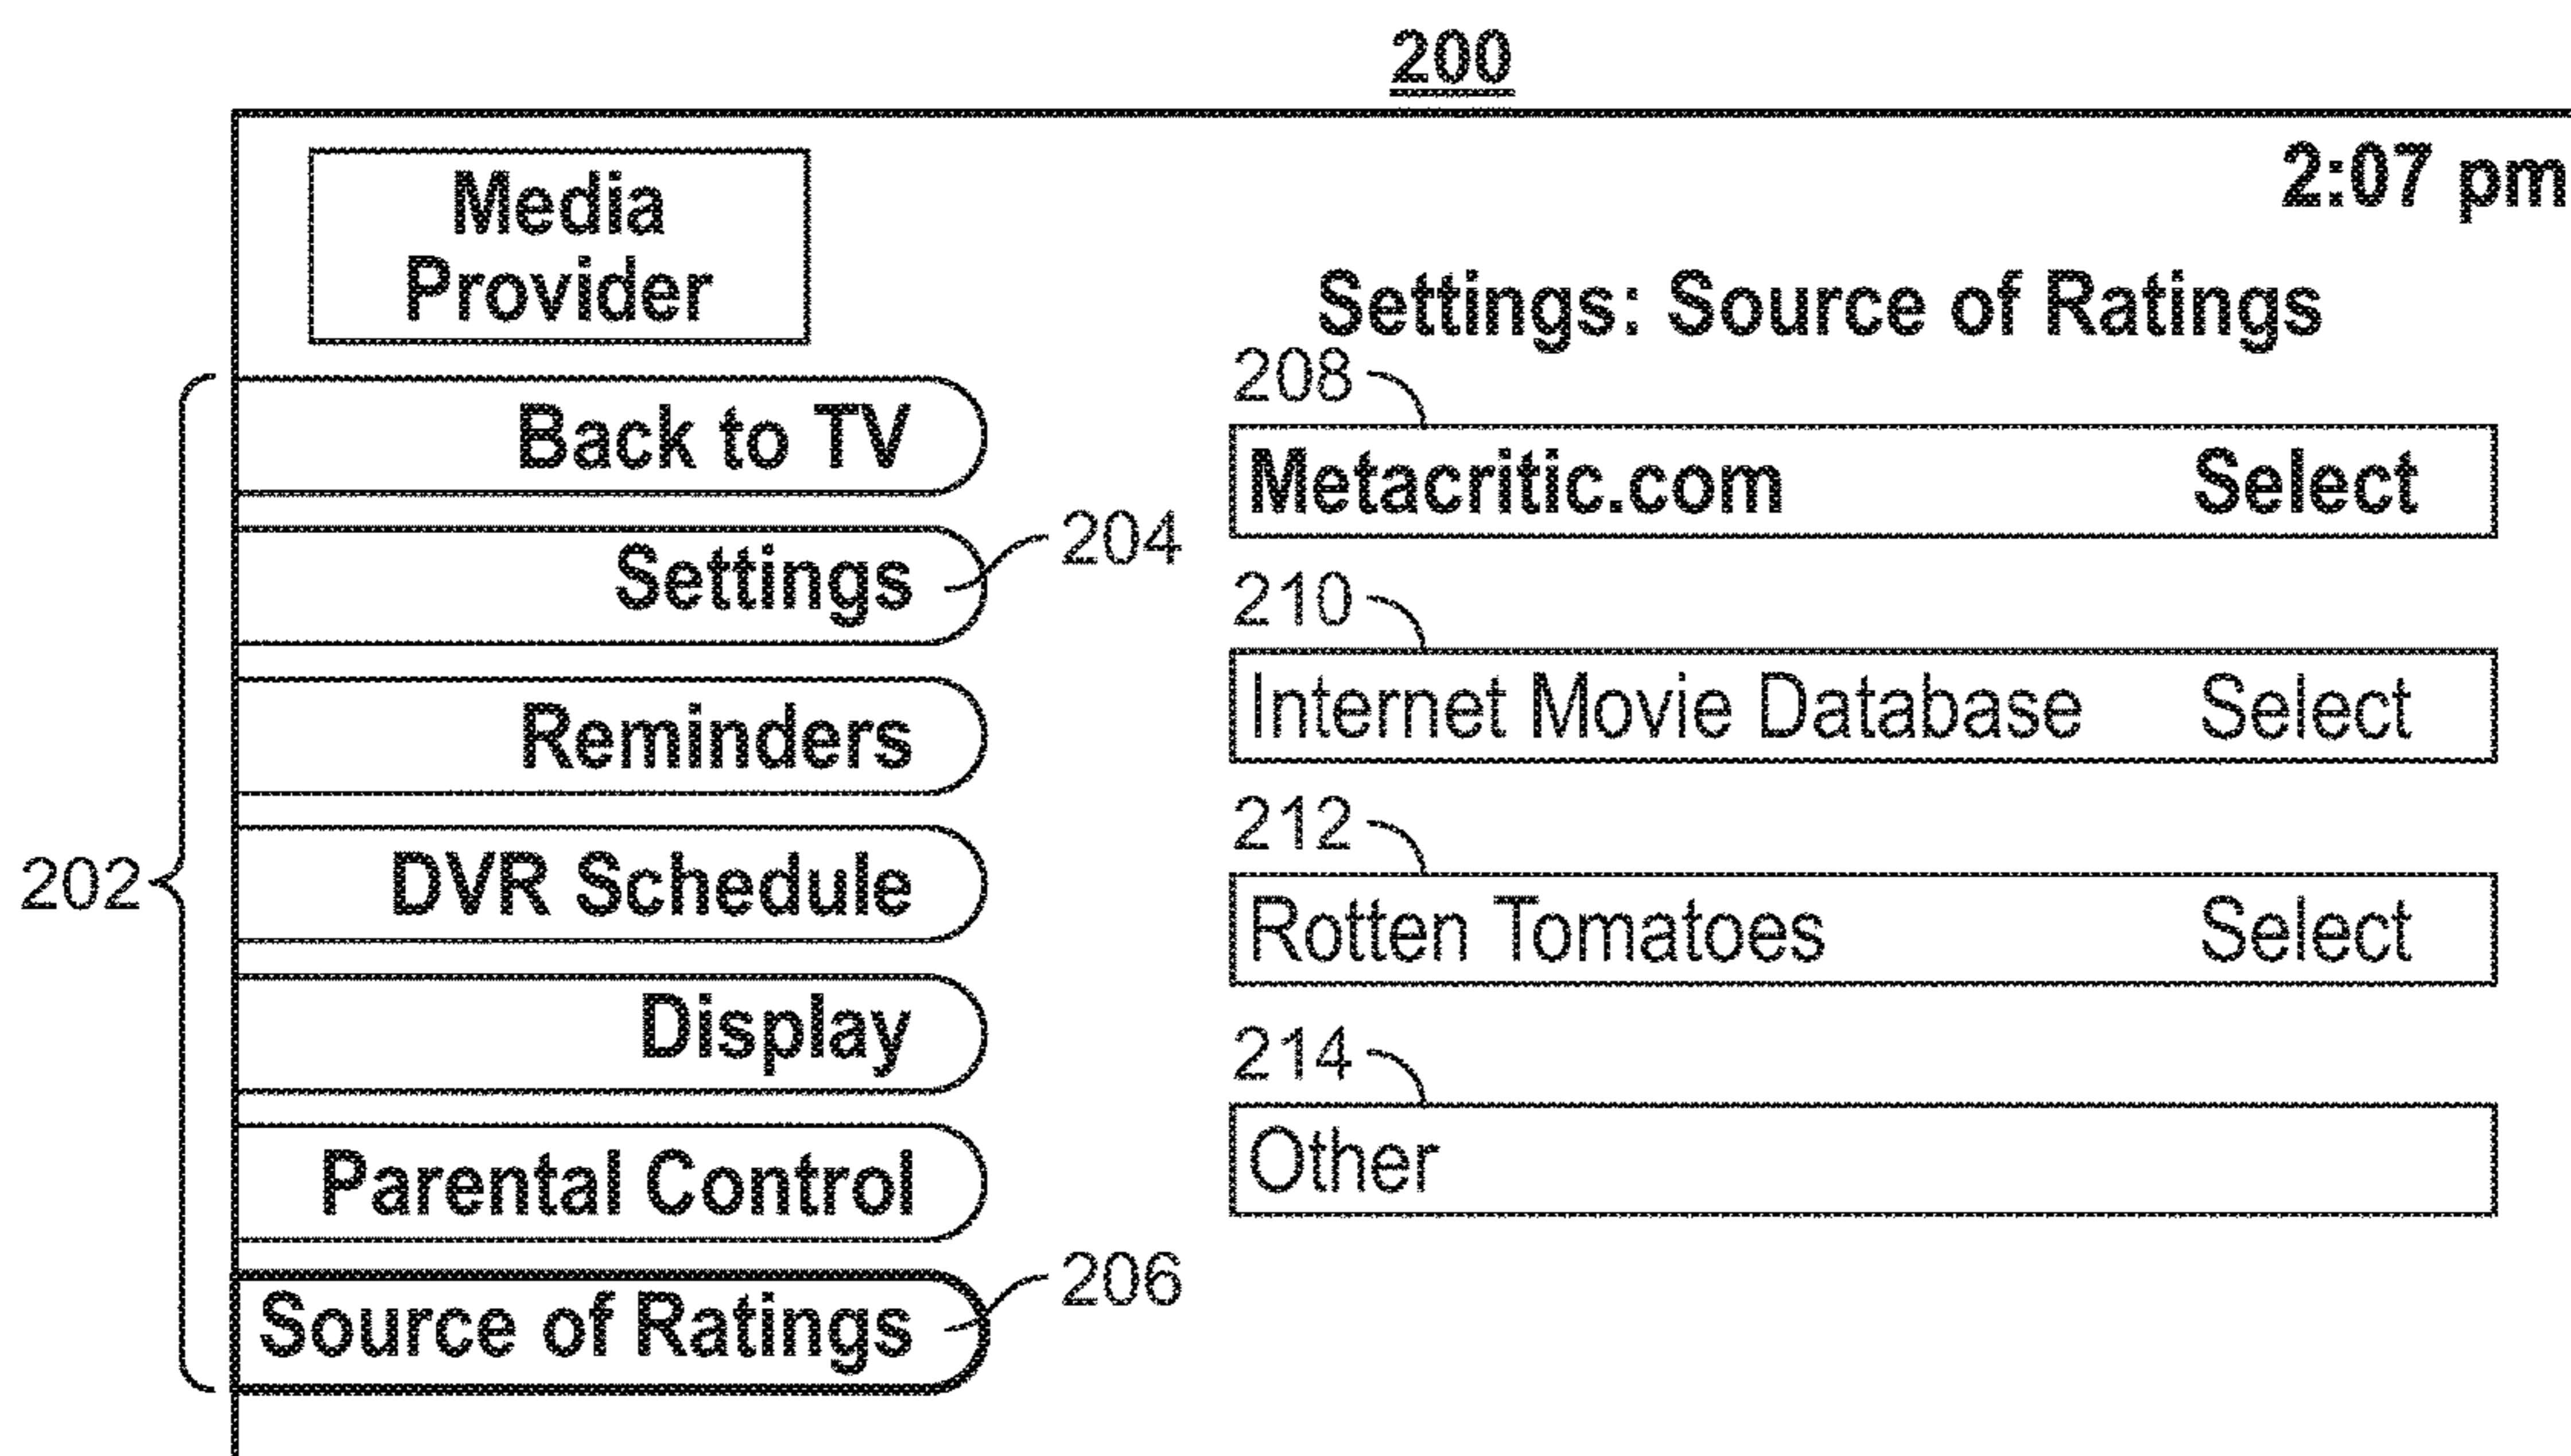 200
2:07 pm
Media
Provider
Settings: Source of Ratings
202
Back to TV
Settings
204
Reminders
DVR Schedule
Display
Parental Control
Source of Ratings
206
208
Metacritic.com Select
210
Internet Movie Database Select
212
Rotten Tomatoes Select
214
Other